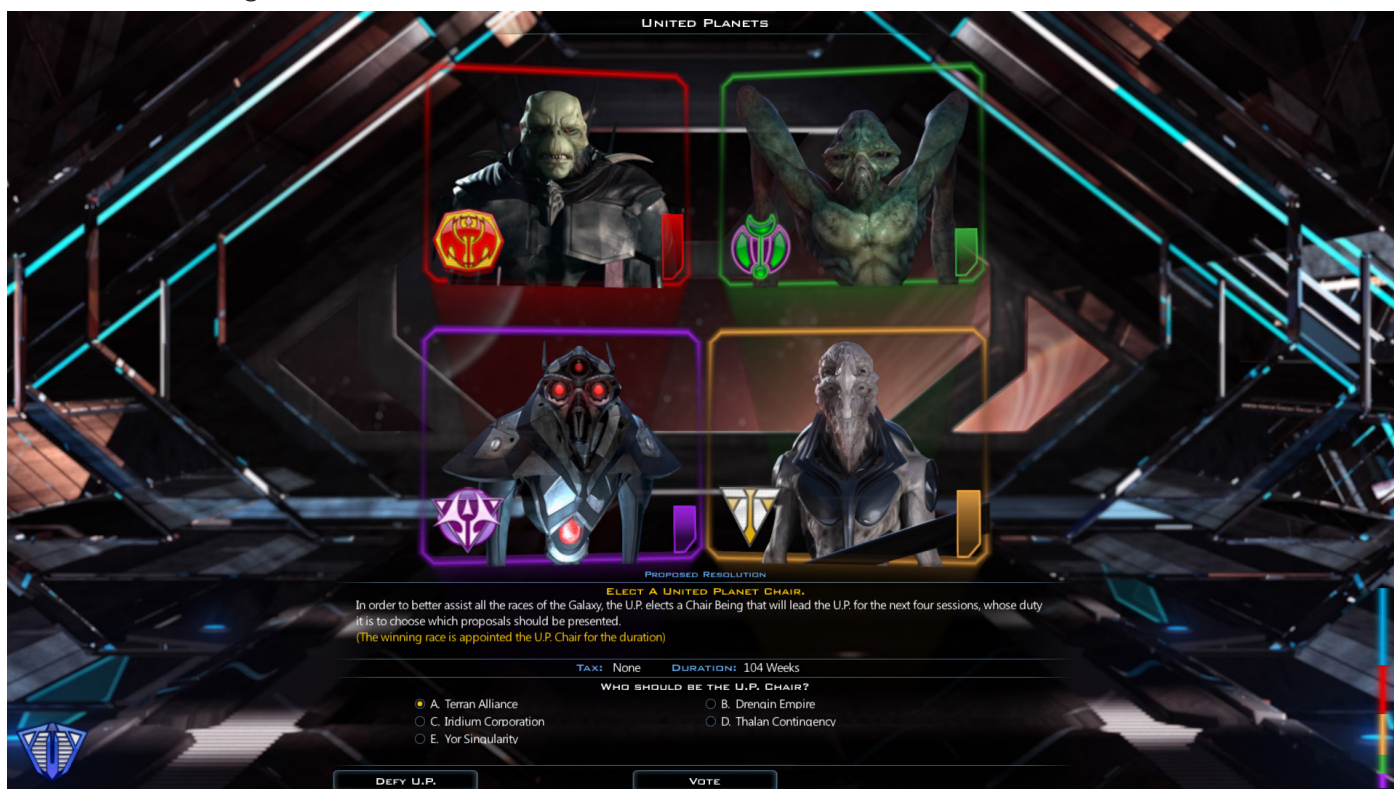 UNITED PLANETS
PROPOSED RESOLUTION
ELECT A UNITED PLANET CHAIR.
In order to better assist all the races of the Galaxy, the U.P. elects a Chair Being that will lead the U.P. for the next four sessions, whose duty
it is to choose which proposals should be presented.
(The winning race is appointed the U.P. Chair for the duration)
TAX: None DURATION: 104 Weeks
WHO SHOULD BE THE U.P. CHAIR?
A. Terran Alliance B. Drengin Empire
C. Iridium Corporation D. Thalan Contingency
E. Yor Singularity
DEFY U.P. VOTE